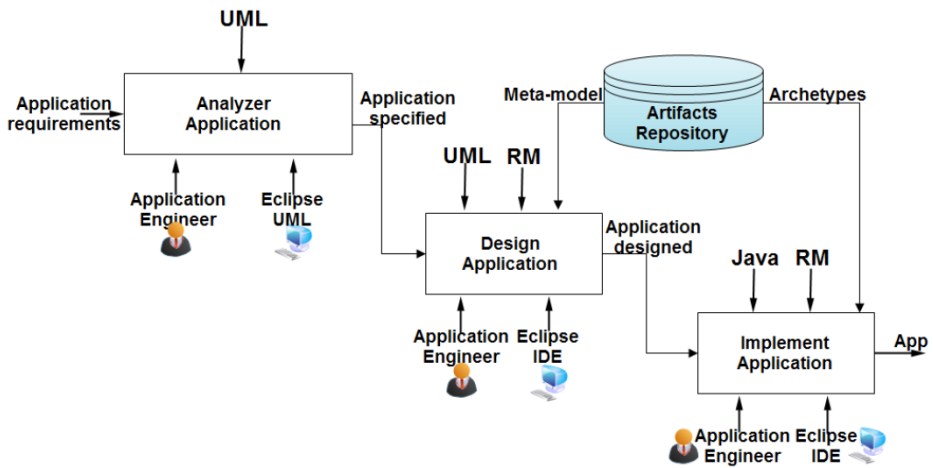 UML
Application
requirements
Analyzer
Application
Application
specified
Application
Engineer
Eclipse
UML
Meta-model
Artifacts
Repository
Archetypes
UML
RM
Design
Application
Application
designed
Application
Engineer
Eclipse
IDE
Java
RM
Implement
Application
App
Application
Engineer
Eclipse
IDE